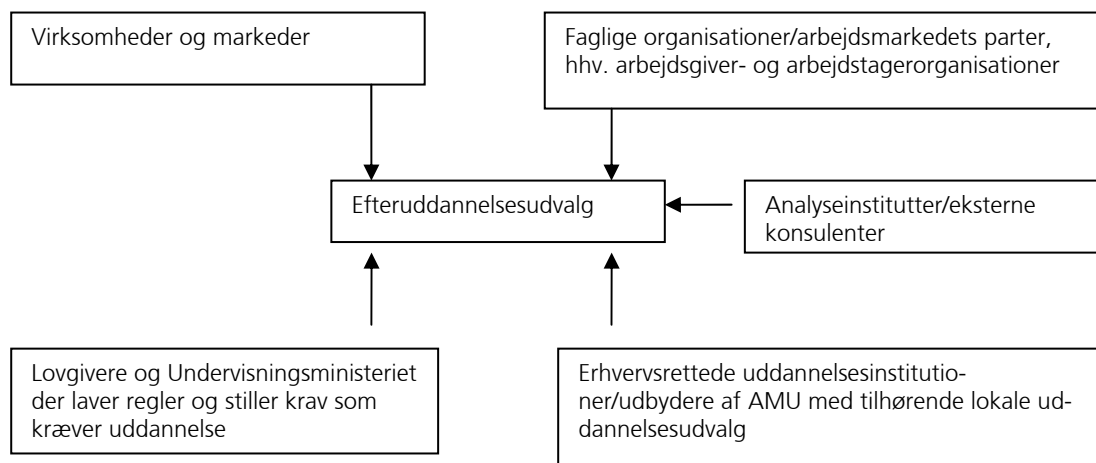 Virksomheder og markeder
Faglige organisationer/arbejdsmarkedets parter,
hhv. arbejdsgiver- og arbejdstagerorganisationer
Efteruddannelsesudvalg
Analyseinstitutter/eksterne
konsulenter
Lovgivere og Undervisningsministeriet
der laver regler og stiller krav som
kræver uddannelse
Erhvervsrettede uddannelsesinstitutio-
ner/udbydere af AMU med tilhørende lokale ud-
dannelsesudvalg